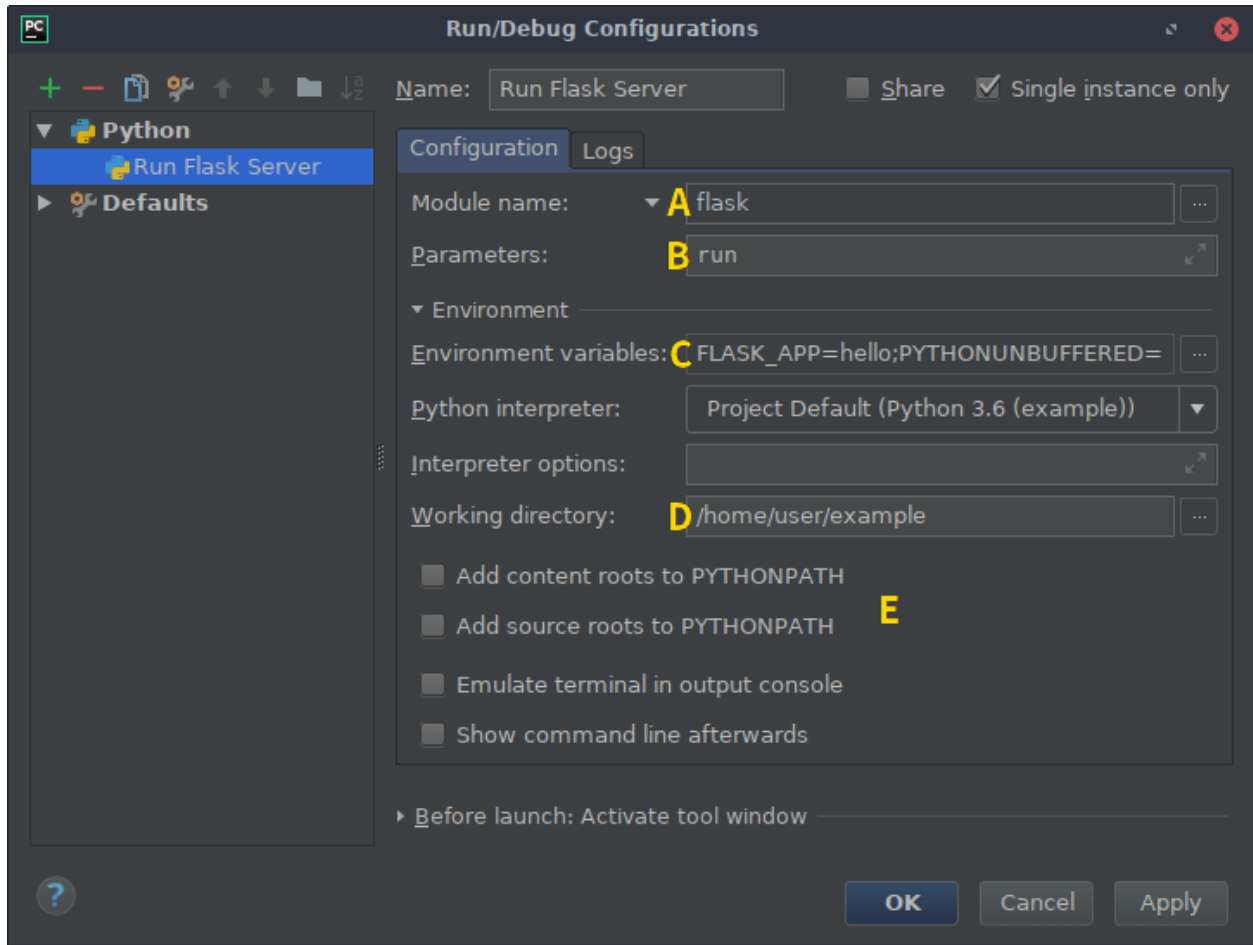 PC Run/Debug Configurations
Name: Run Flask Server Share Single instance only
Python
Run Flask Server
Defaults
Configuration Logs
Module name: A flask ...
Parameters: B run
Environment
Environment variables: C FLASK_APP=hello;PYTHONUNBUFFERED= ...
Python interpreter: Project Default (Python 3.6 (example))
Interpreter options:
Working directory: D /home/user/example ...
Add content roots to PYTHONPATH
E
Add source roots to PYTHONPATH
Emulate terminal in output console
Show command line afterwards
Before launch: Activate tool window
? OK Cancel Apply